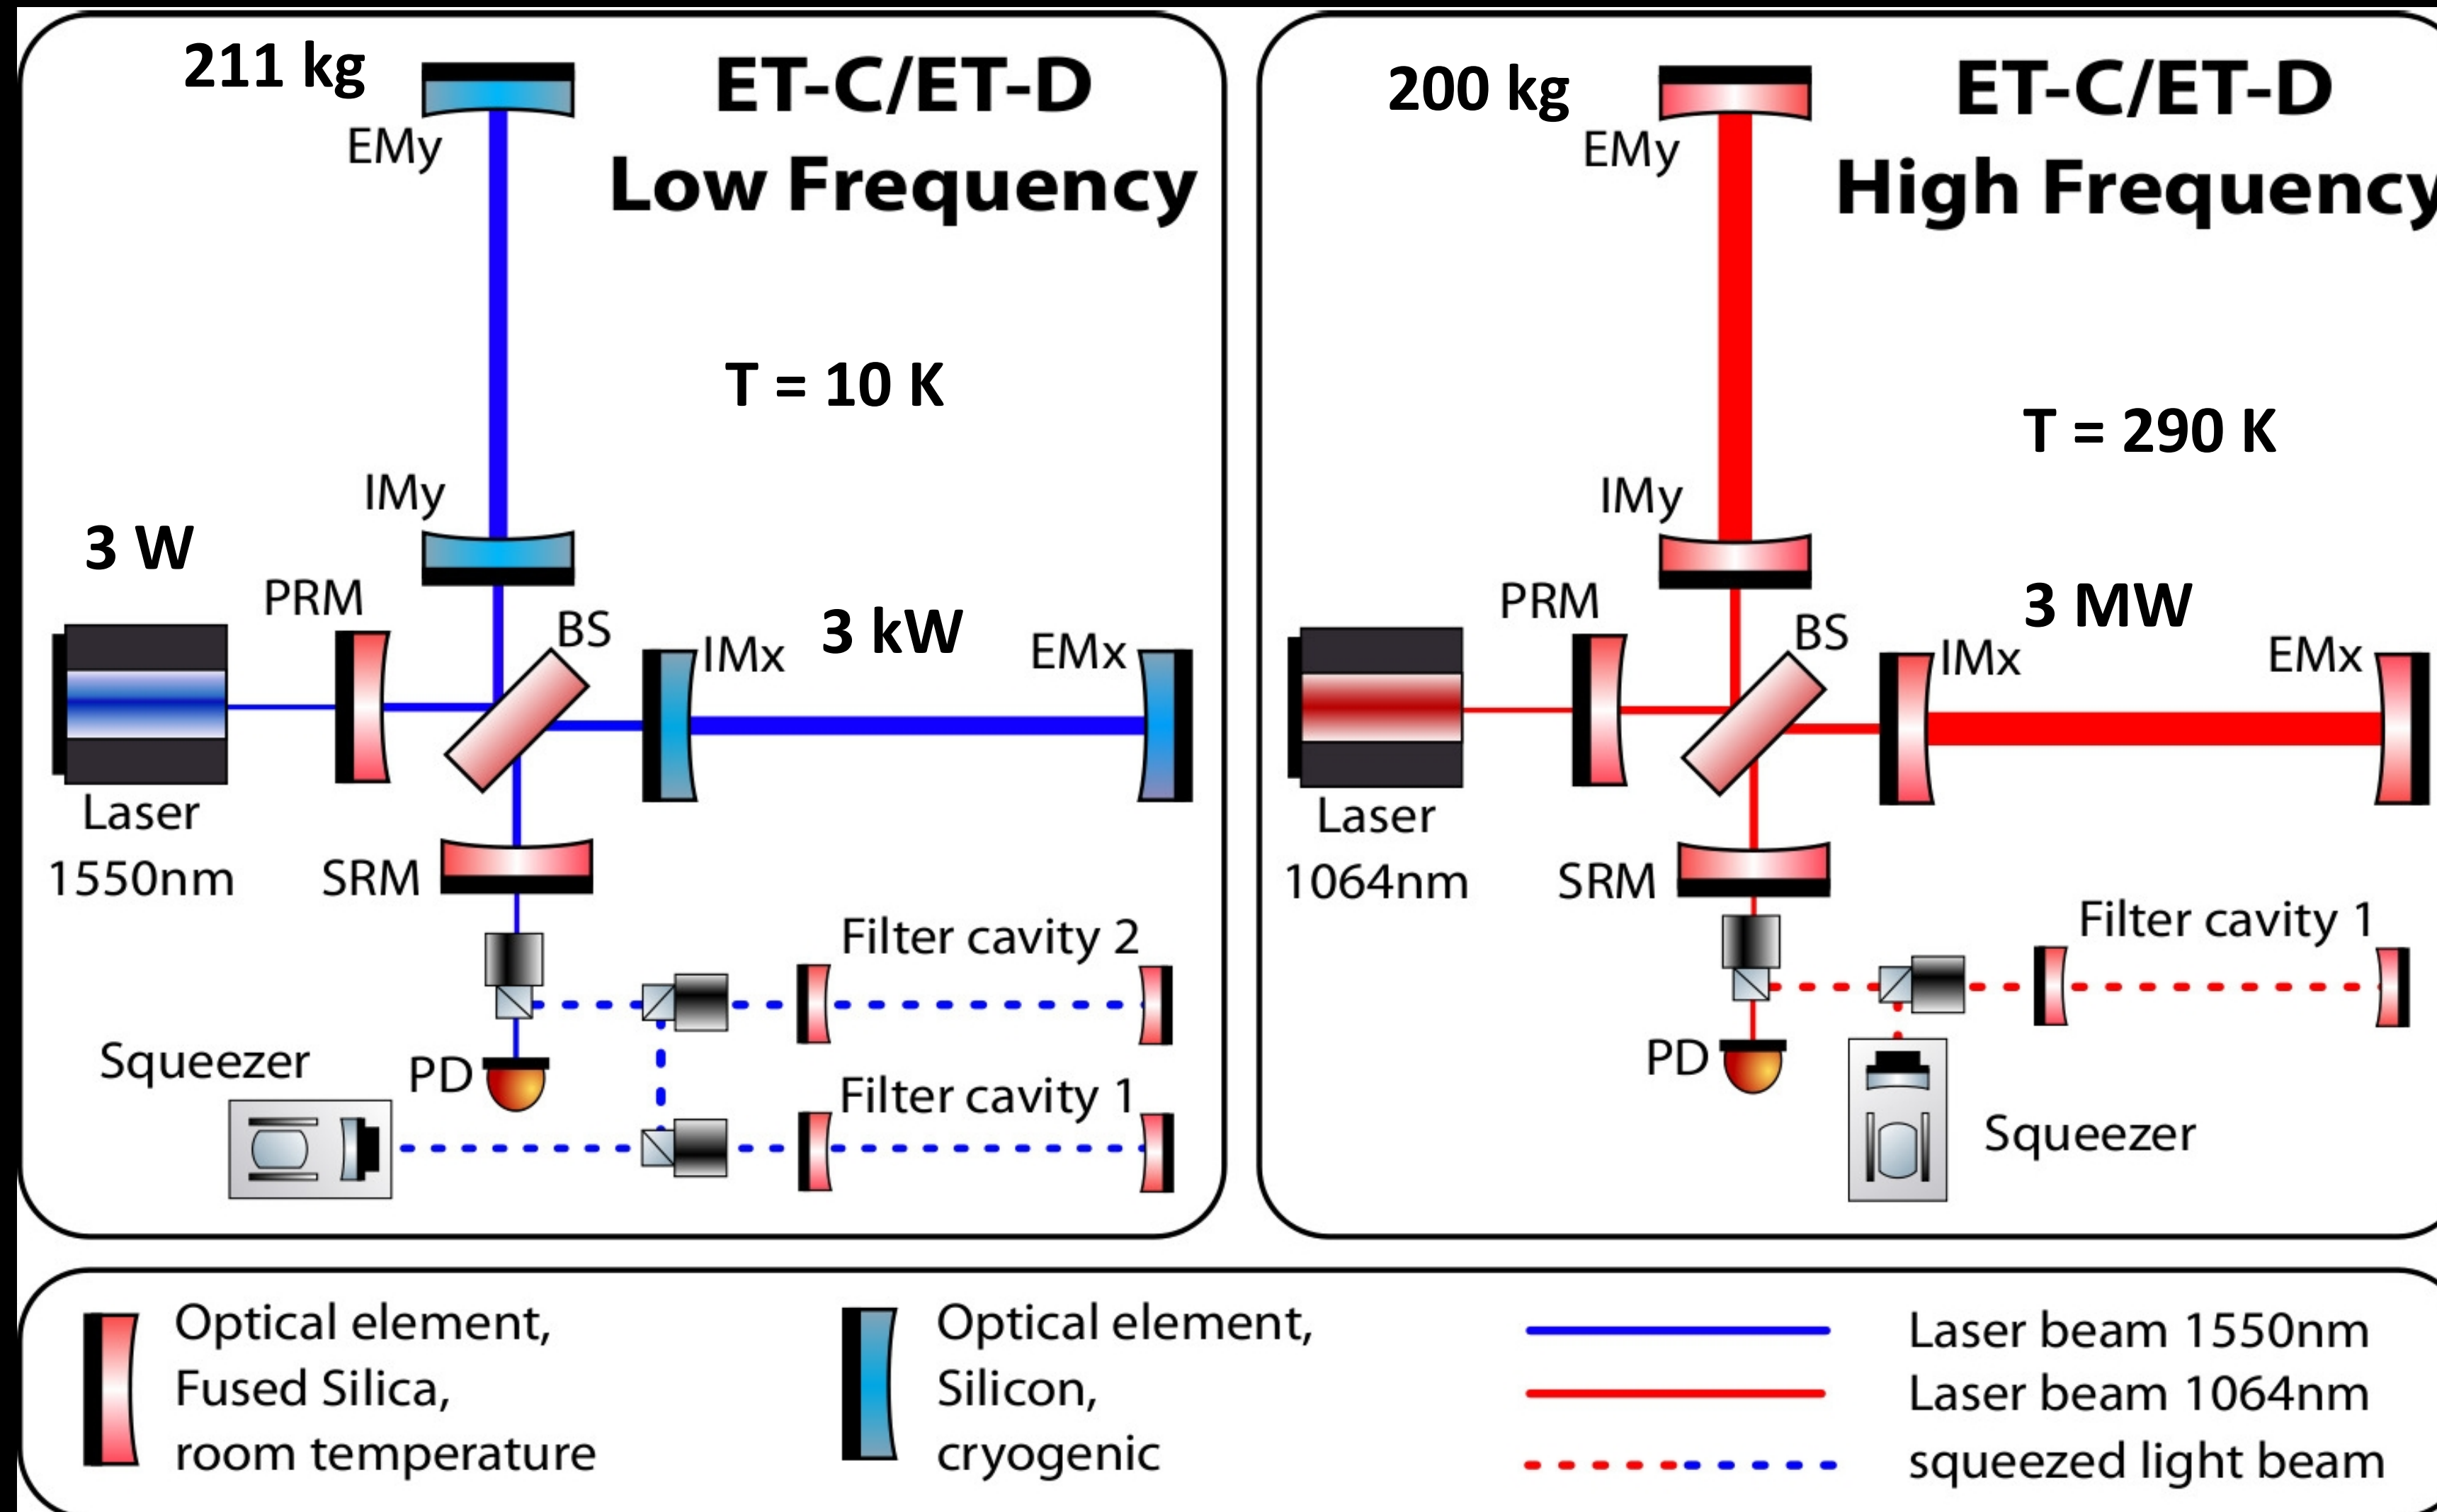 211 kg
EMy
ET-C/ET-D
Low Frequency
T = 10 K
IMy
3 W
PRM
BS
IMx
3 kW
EMx
Laser
1550nm
SRM
Filter cavity 2
Squeezer
PD
Filter cavity 1
200 kg
EMy
ET-C/ET-D
High Frequency
T = 290 K
IMy
PRM
BS
3 MW
IMx
EMx
Laser
1064nm
SRM
Filter cavity 1
PD
Squeezer
Optical element,
Fused Silica,
room temperature
Optical element,
Silicon,
cryogenic
Laser beam 1550nm
Laser beam 1064nm
squeezed light beam